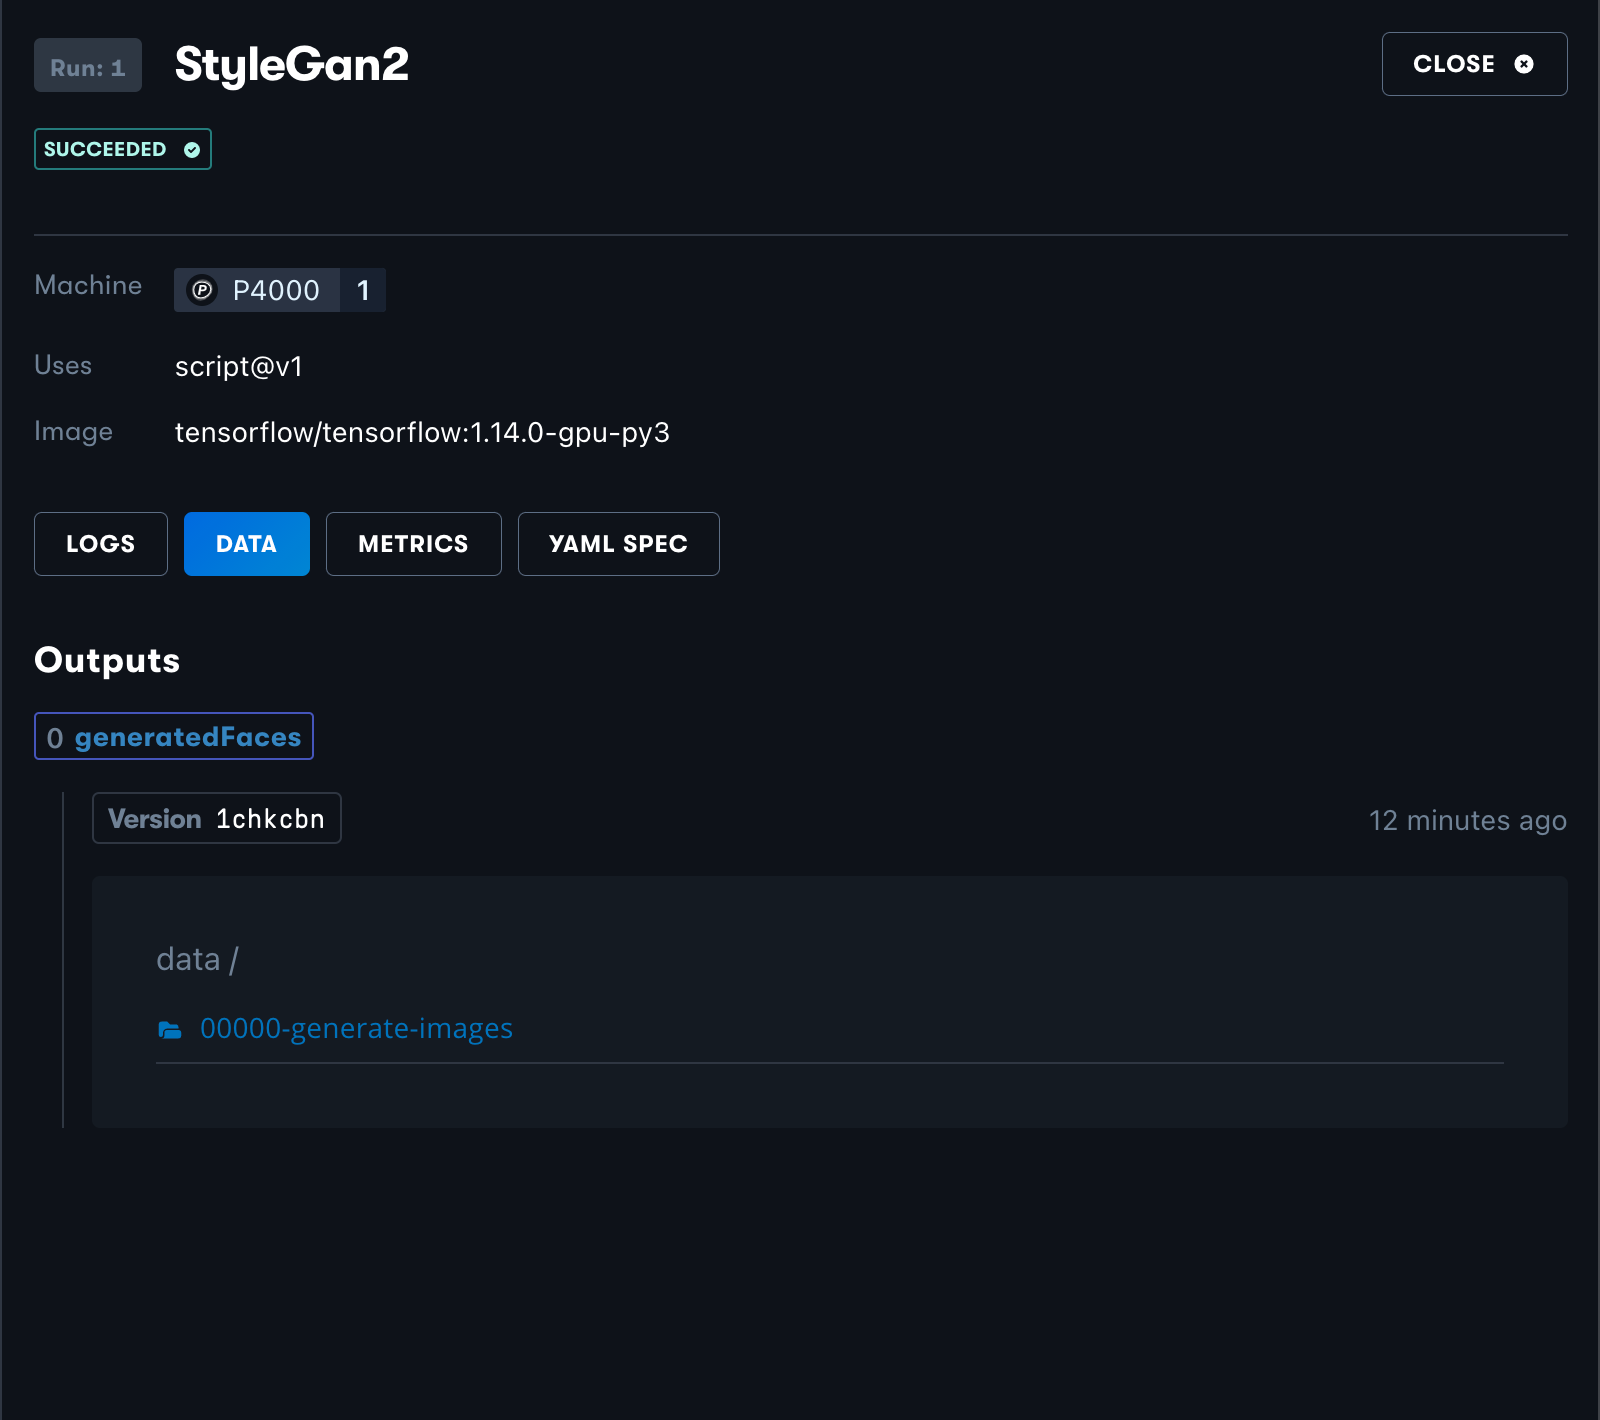 Run: 1 StyleGan2 CLOSE
SUCCEEDED
Machine P P4000 1
Uses script@v1
Image tensorflow/tensorflow:1.14.0-gpu-py3
LOGS DATA METRICS YAML SPEC
Outputs
0 generatedFaces
Version 1chkcbn 12 minutes ago
data /
00000-generate-images